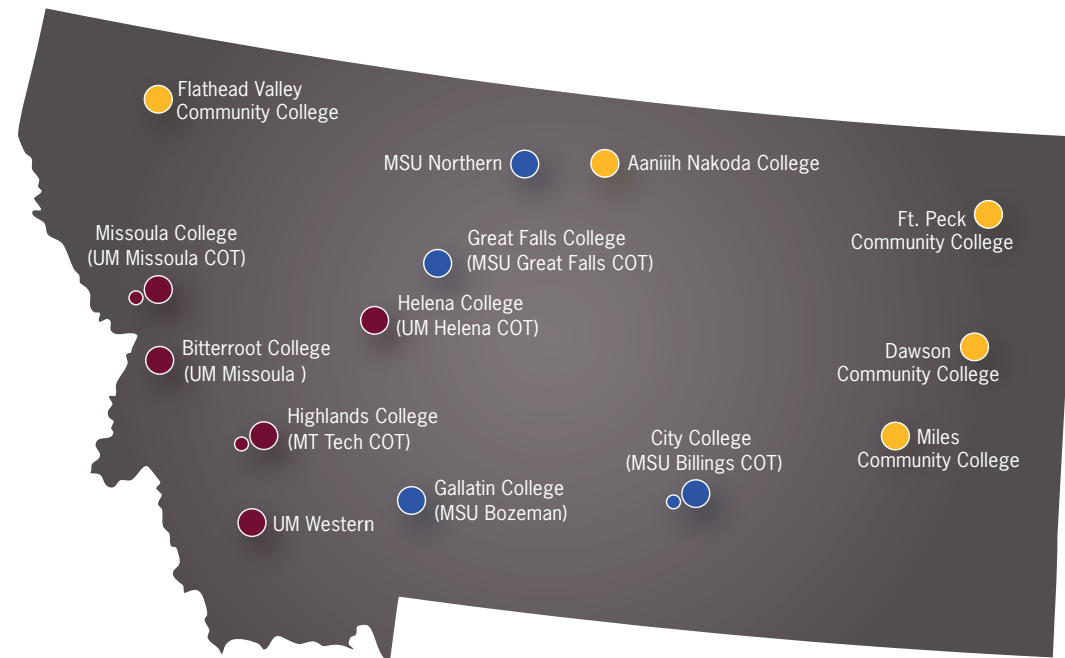 Flathead Valley
Community College
MSU Northern
Aaniiih Nakoda College
Ft. Peck
Community College
Missoula College
(UM Missoula COT)
Great Falls College
(MSU Great Falls COT)
Helena College
(UM Helena COT)
Bitterroot College
(UM Missoula )
Dawson
Community College
Highlands College
(MT Tech COT)
City College
(MSU Billings COT)
Miles
Community College
Gallatin College
(MSU Bozeman)
UM Western